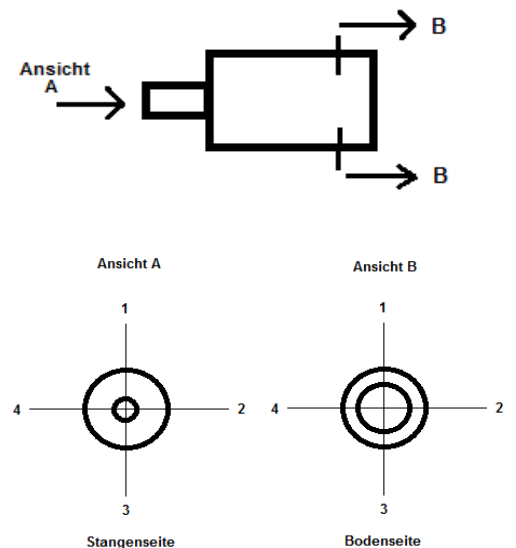 B
Ansicht
A
B
Ansicht A
Ansicht B
1
1
4
2
4
2
3
3
Stangenseite
Bodenseite